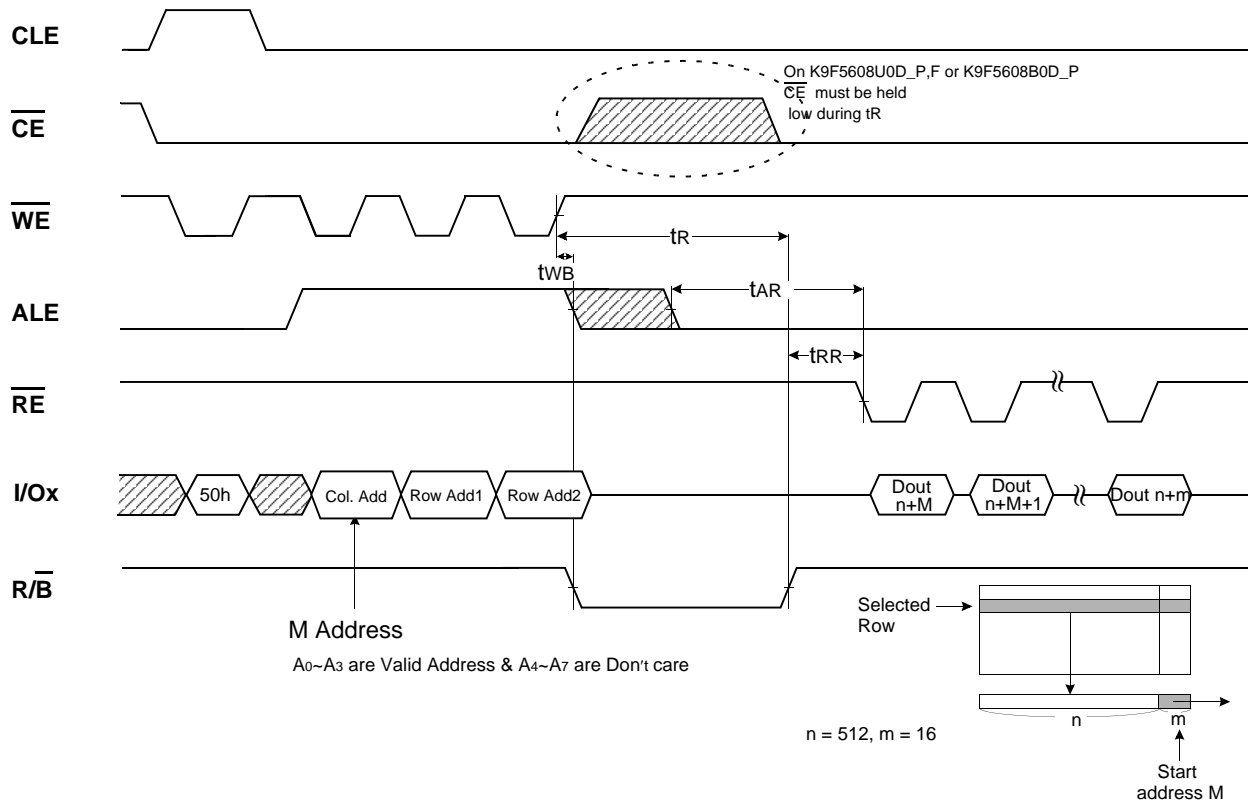 CLE
On K9F5608U0D_P,F or K9F5608B0D_P
CE must be held
low during tR
CE
WE
tR
tWB
tAR
ALE
tRR
RE
I/Ox
50h
Col. Add
Row Add1
Row Add2
Dout
n+M
Dout
n+M+1
Dout n+m
R/B
Selected
Row
M Address
A0~A3 are Valid Address & A4~A7 are Don't care
n
m
n = 512, m = 16
Start
address M